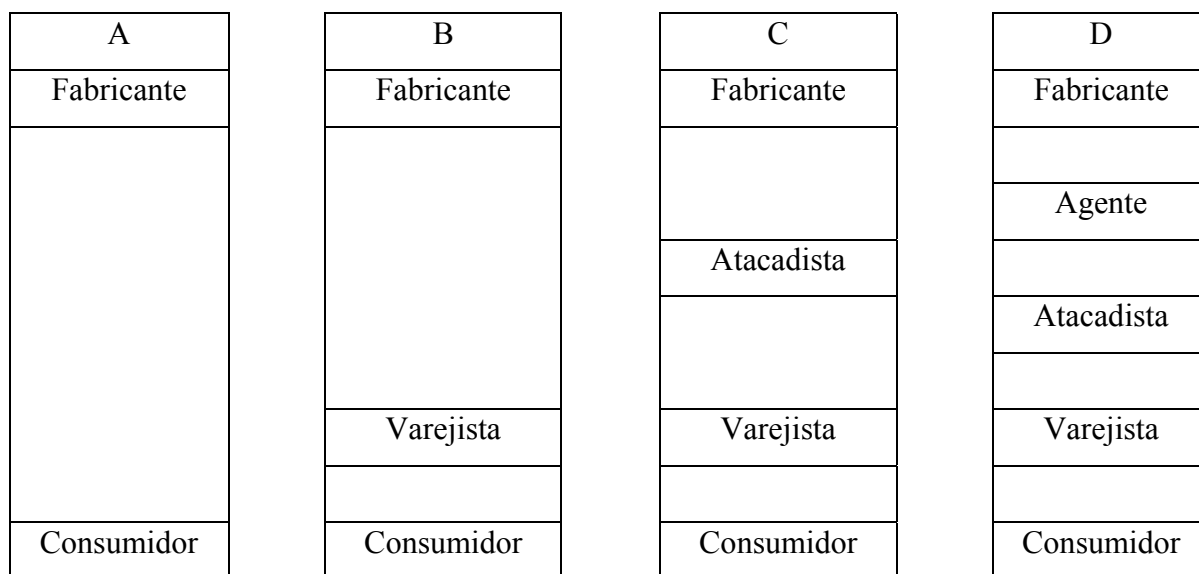 A B C D
Fabricante Fabricante Fabricante Fabricante
Agente
Atacadista
Atacadista
Varejista Varejista Varejista
Consumidor Consumidor Consumidor Consumidor